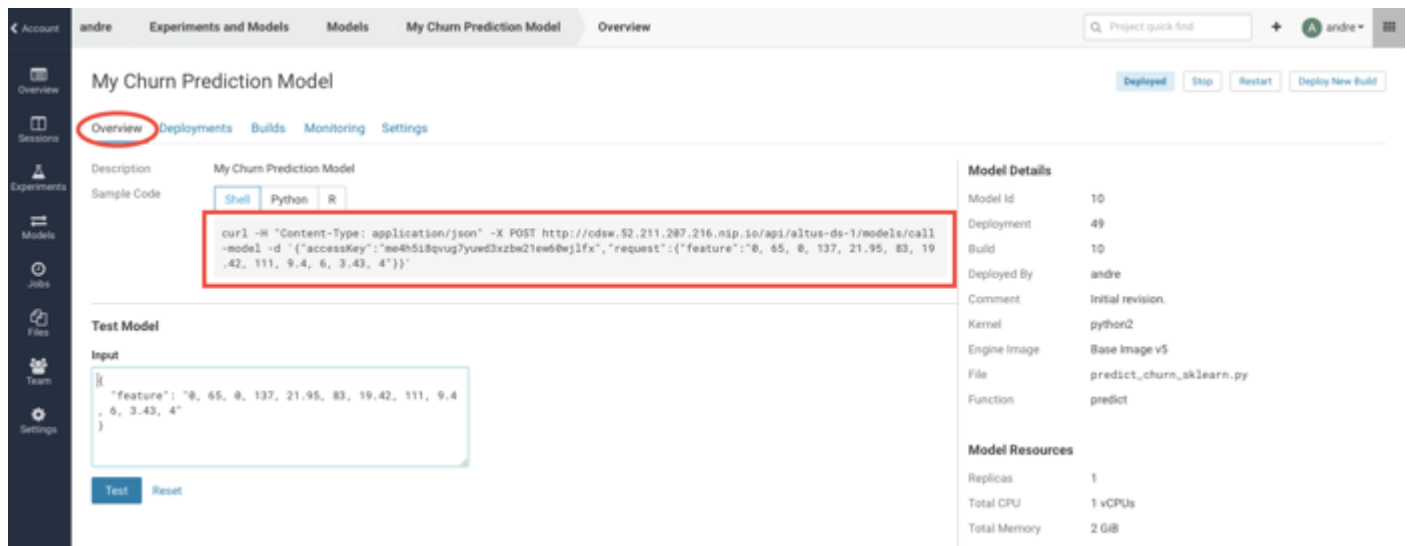 Account
andre
Experiments and Models
Models
My Churn Prediction Model
Overview
Project quick find
+
A
andre
Overview
Sessions
Experiments
Models
Jobs
Files
Team
Settings
My Churn Prediction Model
Deployed
Stop
Restart
Deploy New Build
Overview
Deployments
Builds
Monitoring
Settings
Description
My Churn Prediction Model
Sample Code
Shell
Python
R
curl -H "Content-Type: application/json" -X POST http://cdsw.52.211.207.216.nip.io/api/altus-ds-1/models/call
-model -d '{"accessKey":"me4h5i8qvug7yuwd3xzbw21ew60wjlfx","request":{"feature":"0, 65, 0, 137, 21.95, 83, 19
.42, 111, 9.4, 6, 3.43, 4"}}'
Test Model
Input
{
"feature": "0, 65, 0, 137, 21.95, 83, 19.42, 111, 9.4
, 6, 3.43, 4"
}
Test
Reset
Model Details
Model Id 10
Deployment 49
Build 10
Deployed By andre
Comment Initial revision.
Kernel python2
Engine Image Base Image v5
File predict_churn_sklearn.py
Function predict
Model Resources
Replicas 1
Total CPU 1 vCPUs
Total Memory 2 GiB